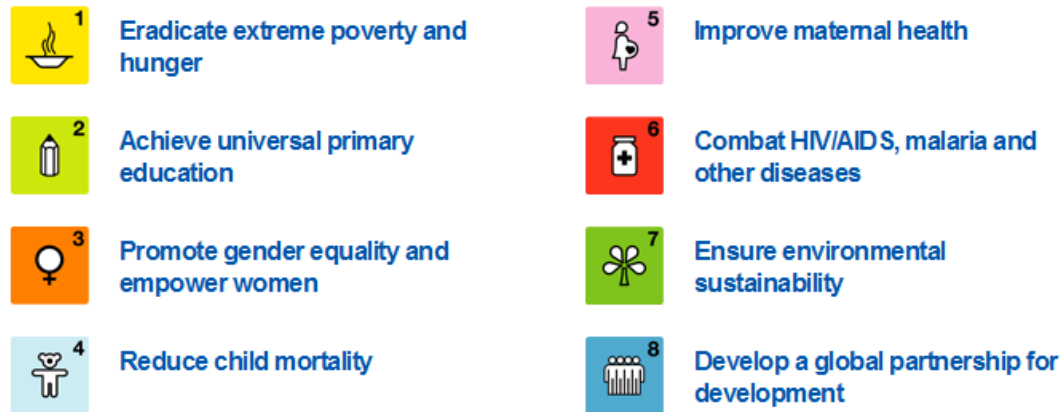 1
Eradicate extreme poverty and
hunger
2
Achieve universal primary
education
3
Promote gender equality and
empower women
4
Reduce child mortality
5
Improve maternal health
6
Combat HIV/AIDS, malaria and
other diseases
7
Ensure environmental
sustainability
8
Develop a global partnership for
development